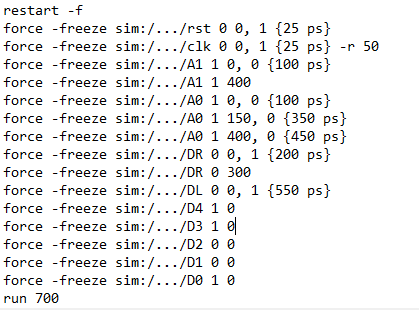 restart -f
force -freeze sim:/.../rst 0 0, 1 {25 ps}
force -freeze sim:/.../clk 0 0, 1 {25 ps} -r 50
force -freeze sim:/.../A1 1 0, 0 {100 ps}
force -freeze sim:/.../A1 1 400
force -freeze sim:/.../A0 1 0, 0 {100 ps}
force -freeze sim:/.../A0 1 150, 0 {350 ps}
force -freeze sim:/.../A0 1 400, 0 {450 ps}
force -freeze sim:/.../DR 0 0, 1 {200 ps}
force -freeze sim:/.../DR 0 300
force -freeze sim:/.../DL 0 0, 1 {550 ps}
force -freeze sim:/.../D4 1 0
force -freeze sim:/.../D3 1 0
force -freeze sim:/.../D2 0 0
force -freeze sim:/.../D1 0 0
force -freeze sim:/.../D0 1 0
run 700